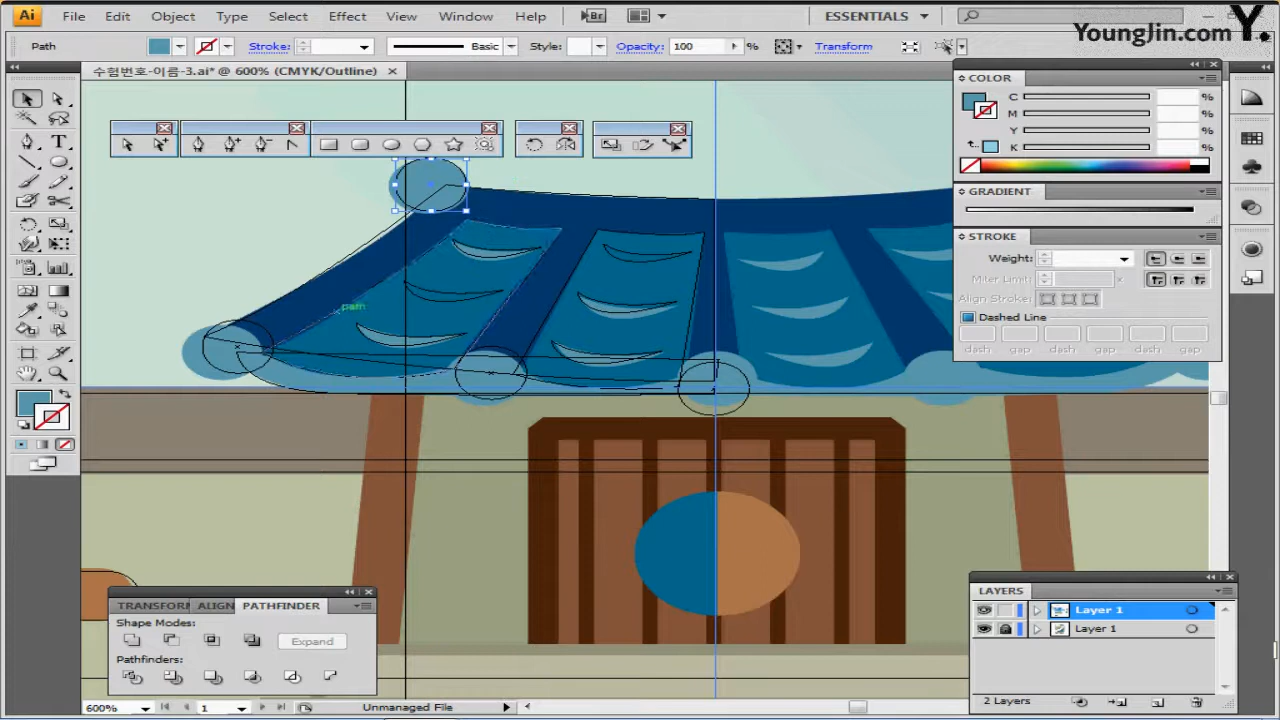 Ai File Edit Object Type Select Effect View Window Help Br ESSENTIALS
YoungJin.com Y.
Path Stroke: Basic Style: Opacity: 100 % Transform
수험번호-이름-3.ai* @ 600% (CMYK/Outline)
COLOR
C %
M %
Y %
K %
GRADIENT
STROKE
Weight:
Miter Limit: x
Align Stroke:
Dashed Line
dash gap dash gap dash gap
path
TRANSFORM ALIGN PATHFINDER
Shape Modes:
Expand
Pathfinders:
LAYERS
Layer 1
Layer 1
2 Layers
600% 1 Unmanaged File